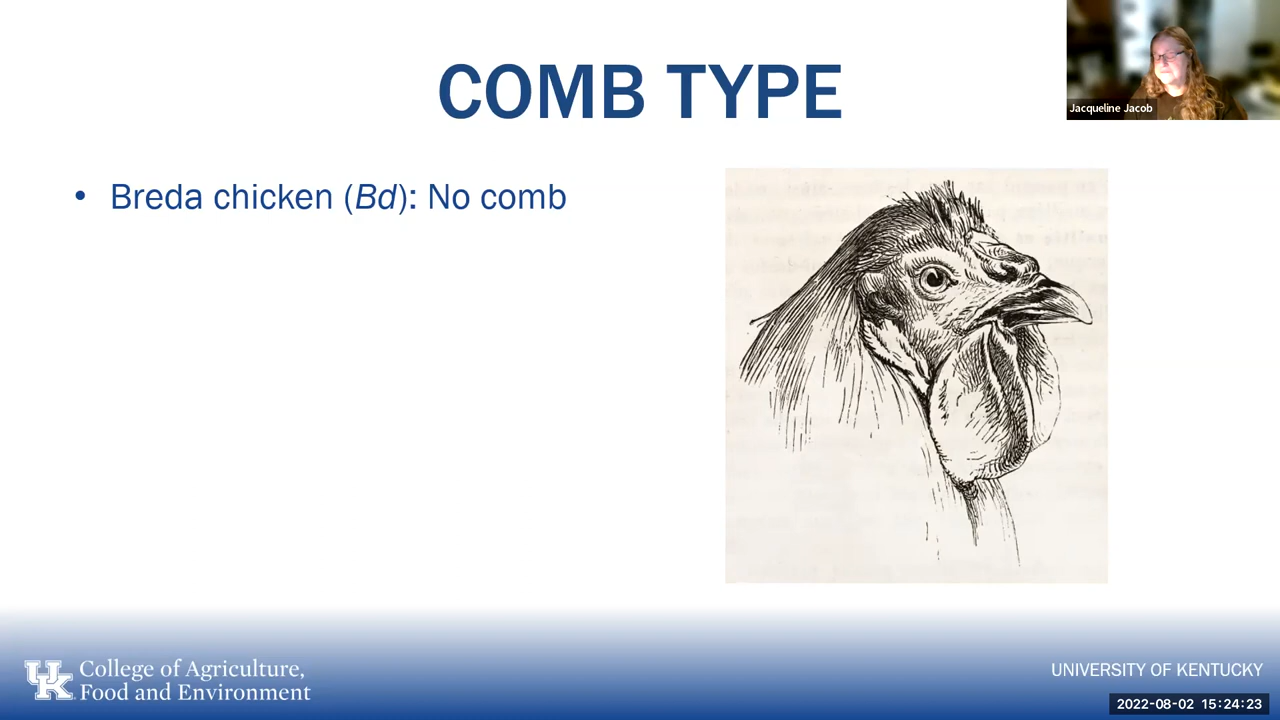 COMB TYPE
Jacqueline Jacob
• Breda chicken (Bd): No comb
UK
College of Agriculture,
Food and Environment
UNIVERSITY OF KENTUCKY
2022-08-02 15:24:23